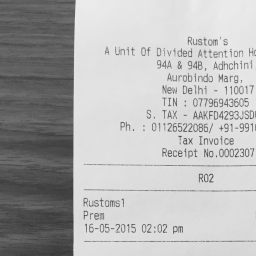 Rustom's
A Unit Of Divided Attention
94A & 94B, Adhchini
Aurobindo Marg,
New Delhi - 110017
TIN : 07796943605
S. TAX - AAKFD4293JSD
Ph. : 01126522086/ +91-991
Tax Invoice
Receipt No.0002307
R02
Rustoms1
Prem
16-05-2015 02:02 pm